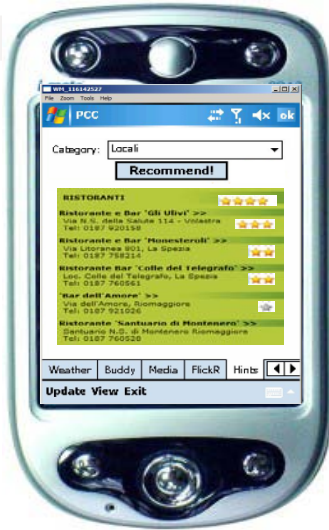 WM_116142527
File Zoom Tools Help
PCC
ok
Category: Locali
Recommend!
RISTORANTI
Ristorante e Bar 'Gli Ulivi' >>
Via N.S. della Salute 114 - Volastra
Tel: 0187 920158
Ristorante e Bar 'Monesteroli' >>
Via Litoranea 801, La Spezia
Tel: 0187 758214
Ristorante Bar 'Colle del Telegrafo' >>
Loc. Colle del Telegrafo, La Spezia
Tel: 0187 760561
'Bar dell'Amore' >>
Via dell'Amore, Riomaggiore
Tel: 0187 921026
Ristorante 'Santuario di Montenero' >>
Santuario N.S. di Montenero Riomaggiore
Tel: 0187 760528
Weather Buddy Media FlickR Hints
Update View Exit